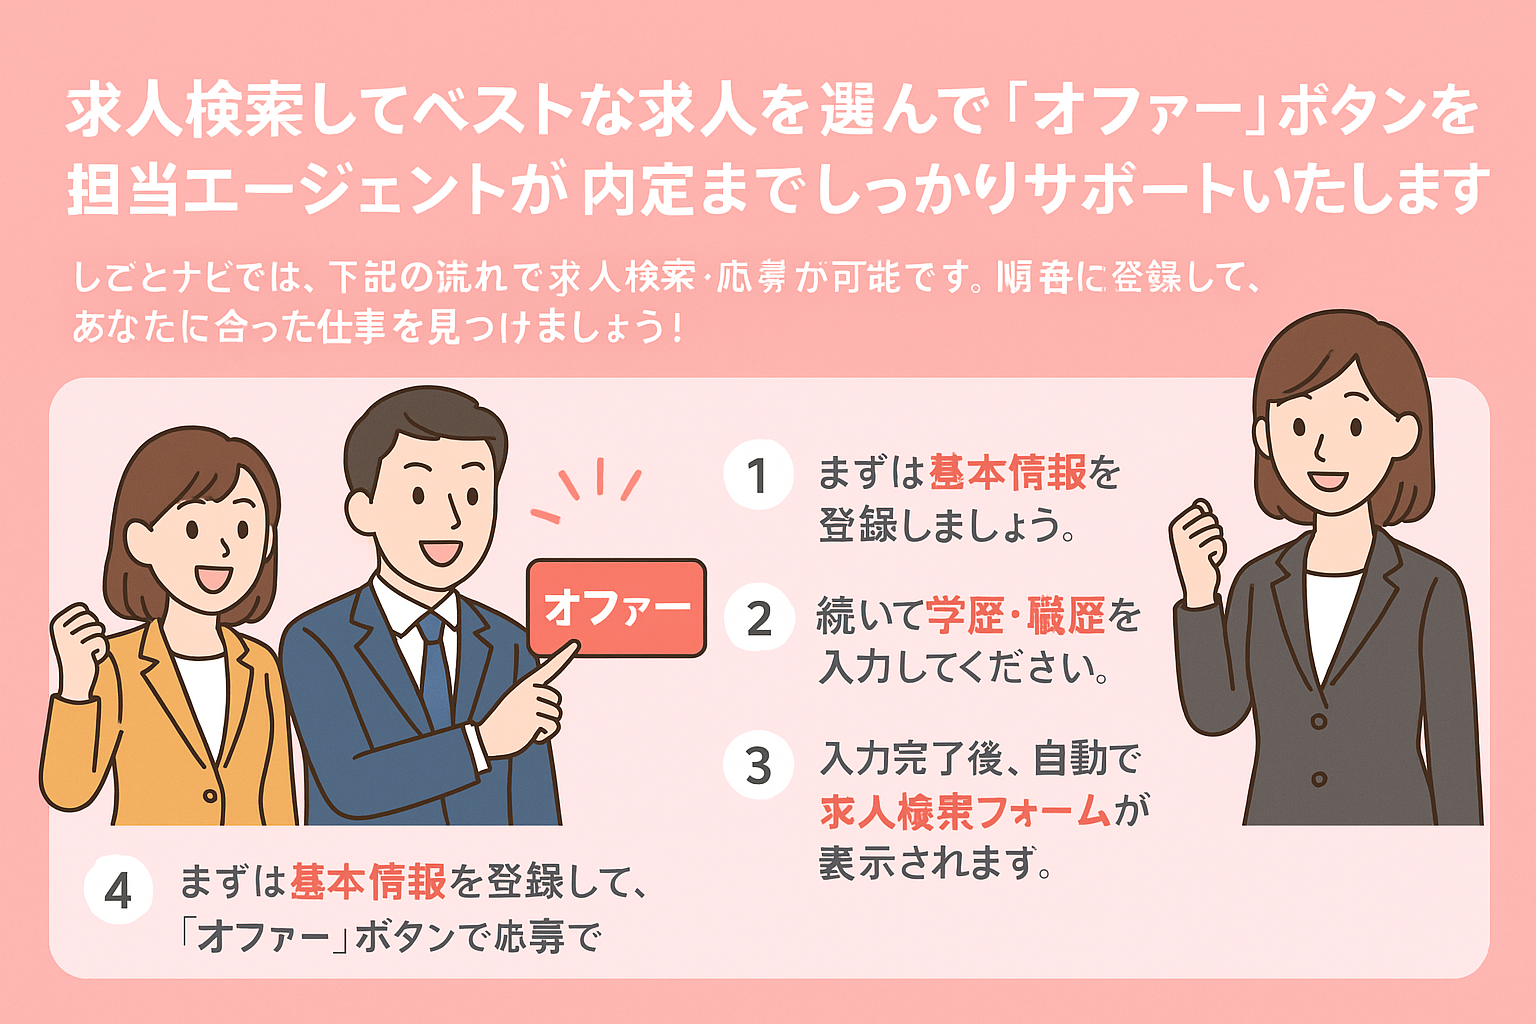 求人検索してベストな求人を選んで「オファー」ボタンを
担当エージェントが内定までしっかりサポートいたします
しごとナビでは、下記の流れで求人検索・応募が可能です。順番に登録して、
あなたに合った仕事を見つけましょう!
オファー
1 まずは基本情報を
登録しましょう。
2 続いて学歴・職歴を
入力してください。
3 入力完了後、自動で
求人検索フォームが
表示されます。
4 まずは基本情報を登録して、
「オファー」ボタンで応募で